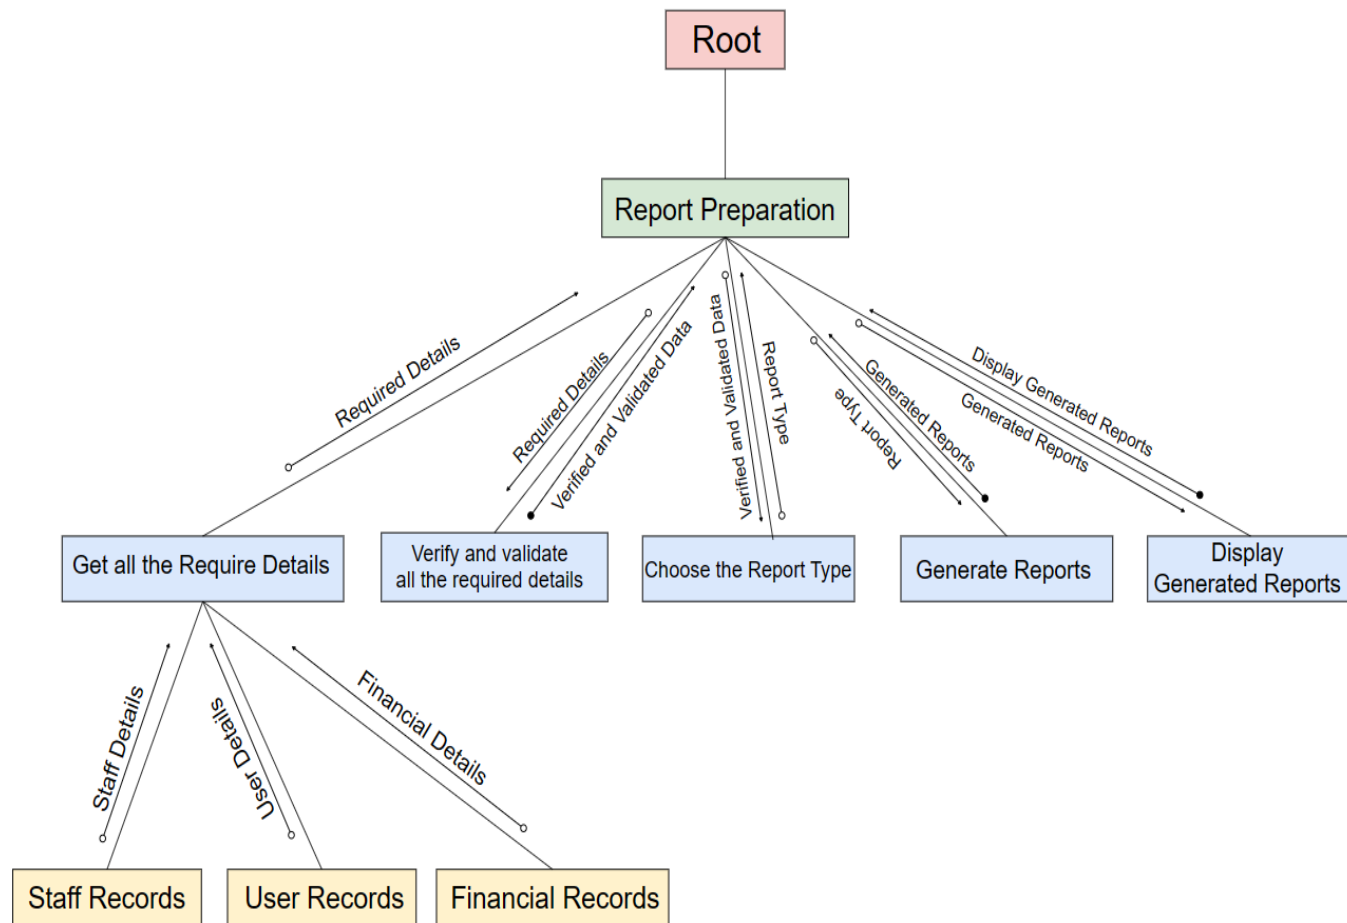 Root
Report Preparation
Required Details
Required Details
Verified and Validated Data
Verified and Validated Data
Report Type
Report Type
Generated Reports
Generated Reports
Display Generated Reports
Get all the Require Details
Verify and validate
all the required details
Choose the Report Type
Generate Reports
Display
Generated Reports
Staff Details
User Details
Financial Details
Staff Records
User Records
Financial Records